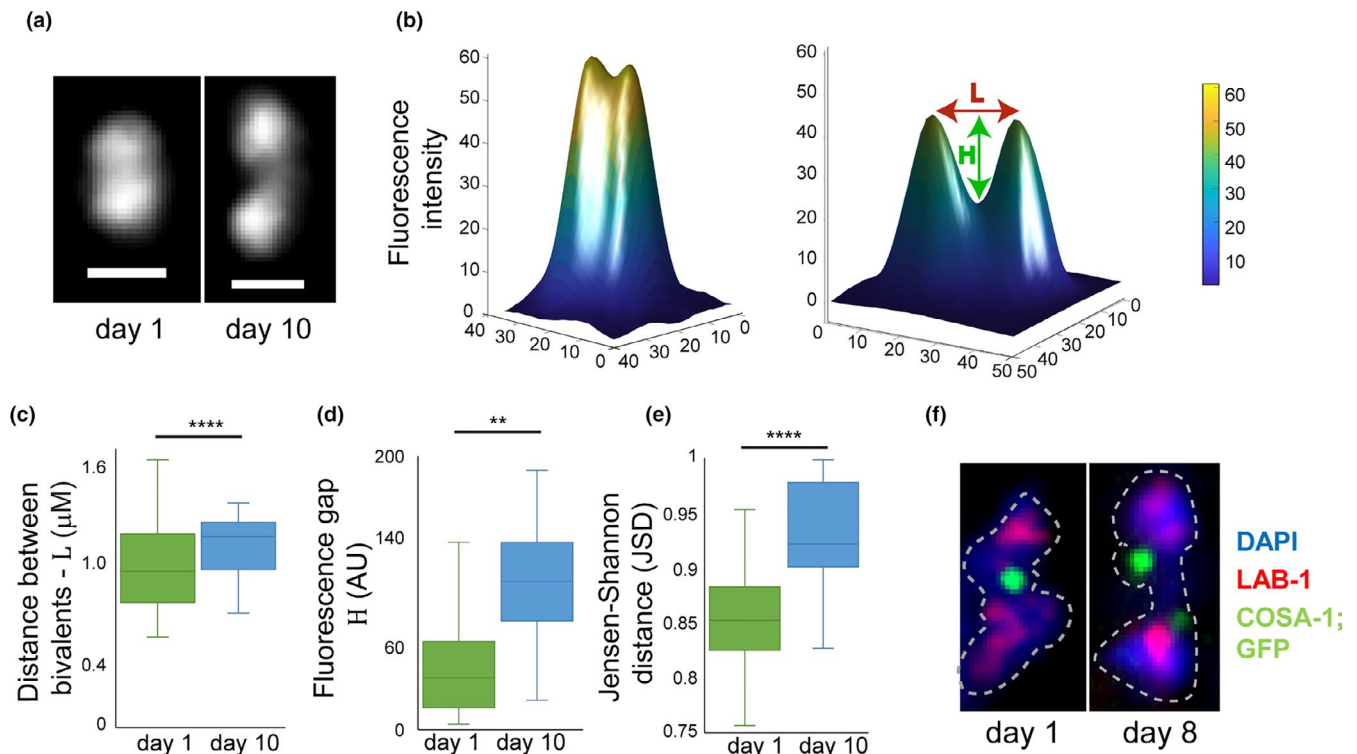 (a)
day 1 day 10
(b)
Fluorescence
intensity
60
50
40
30
20
10
0
40 30 20 10 0
40 30 20 10 0
60
50
40
30
20
10
0
L
H
0 10 20 30 40 50
50 40 30 20 10 0
60
50
40
30
20
10
(c)
****
Distance between
bivalents - L (μM)
1.6
1.0
0.4
0
day 1 day 10
(d)
**
Fluorescence gap
H (AU)
200
140
60
0
day 1 day 10
(e)
****
Jensen-Shannon
distance (JSD)
1
0.95
0.9
0.85
0.8
0.75
day 1 day 10
(f)
day 1 day 8
DAPI
LAB-1
COSA-1;
GFP